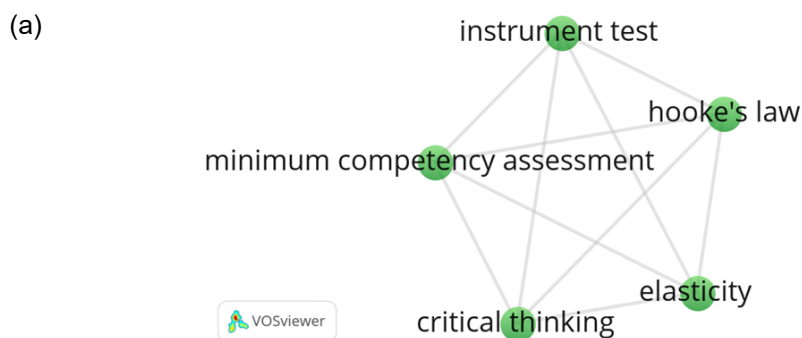 (a)
instrument test
hooke's law
minimum competency assessment
elasticity
critical thinking
VOSviewer